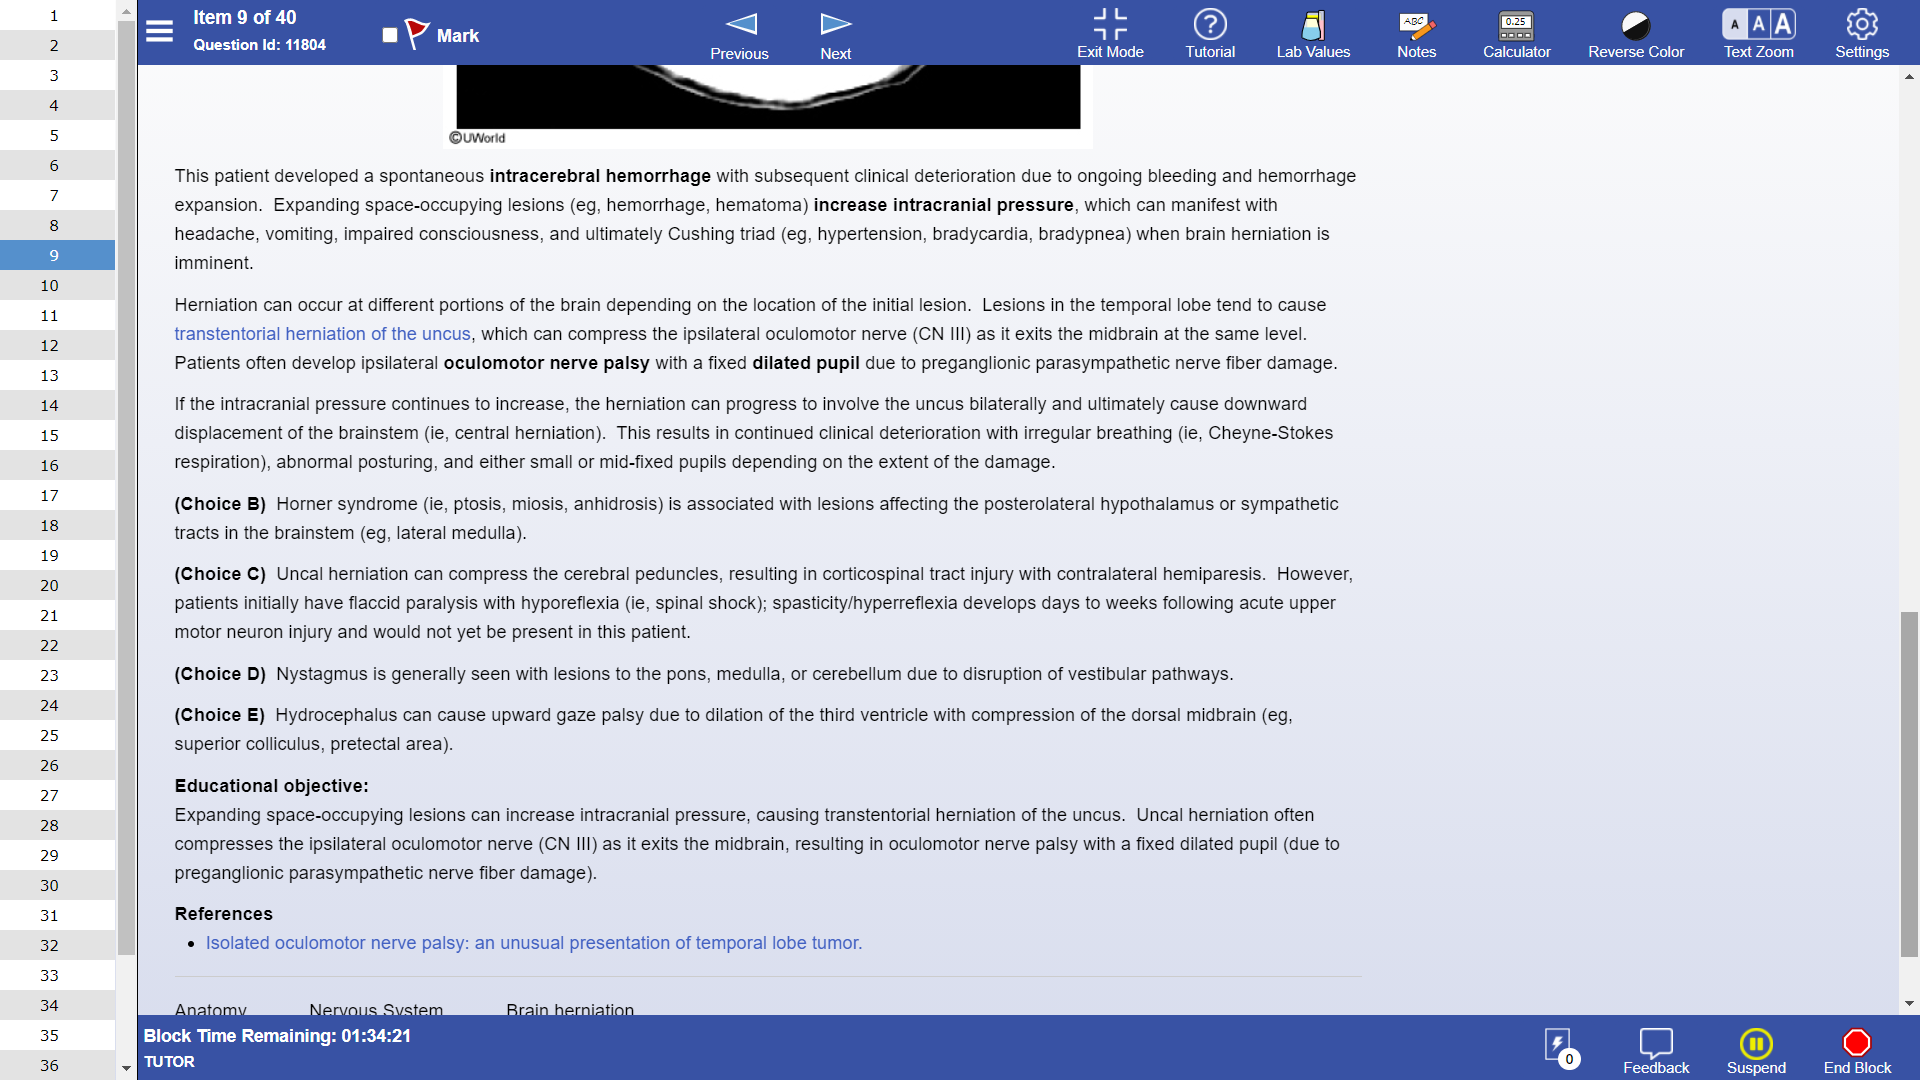 Item 9 of 40
Question Id: 11804
Mark
Previous
Next
Exit Mode
Tutorial
Lab Values
ABC
Notes
0.25
Calculator
Reverse Color
A A A
Text Zoom
Settings
1
2
3
4
5
6
7
8
9
10
11
12
13
14
15
16
17
18
19
20
21
22
23
24
25
26
27
28
29
30
31
32
33
34
35
36
©UWorld
This patient developed a spontaneous intracerebral hemorrhage with subsequent clinical deterioration due to ongoing bleeding and hemorrhage
expansion. Expanding space-occupying lesions (eg, hemorrhage, hematoma) increase intracranial pressure, which can manifest with
headache, vomiting, impaired consciousness, and ultimately Cushing triad (eg, hypertension, bradycardia, bradypnea) when brain herniation is
imminent.
Herniation can occur at different portions of the brain depending on the location of the initial lesion. Lesions in the temporal lobe tend to cause
transtentorial herniation of the uncus, which can compress the ipsilateral oculomotor nerve (CN III) as it exits the midbrain at the same level.
Patients often develop ipsilateral oculomotor nerve palsy with a fixed dilated pupil due to preganglionic parasympathetic nerve fiber damage.
If the intracranial pressure continues to increase, the herniation can progress to involve the uncus bilaterally and ultimately cause downward
displacement of the brainstem (ie, central herniation). This results in continued clinical deterioration with irregular breathing (ie, Cheyne-Stokes
respiration), abnormal posturing, and either small or mid-fixed pupils depending on the extent of the damage.
(Choice B) Horner syndrome (ie, ptosis, miosis, anhidrosis) is associated with lesions affecting the posterolateral hypothalamus or sympathetic
tracts in the brainstem (eg, lateral medulla).
(Choice C) Uncal herniation can compress the cerebral peduncles, resulting in corticospinal tract injury with contralateral hemiparesis. However,
patients initially have flaccid paralysis with hyporeflexia (ie, spinal shock); spasticity/hyperreflexia develops days to weeks following acute upper
motor neuron injury and would not yet be present in this patient.
(Choice D) Nystagmus is generally seen with lesions to the pons, medulla, or cerebellum due to disruption of vestibular pathways.
(Choice E) Hydrocephalus can cause upward gaze palsy due to dilation of the third ventricle with compression of the dorsal midbrain (eg,
superior colliculus, pretectal area).
Educational objective:
Expanding space-occupying lesions can increase intracranial pressure, causing transtentorial herniation of the uncus. Uncal herniation often
compresses the ipsilateral oculomotor nerve (CN III) as it exits the midbrain, resulting in oculomotor nerve palsy with a fixed dilated pupil (due to
preganglionic parasympathetic nerve fiber damage).
References
• Isolated oculomotor nerve palsy: an unusual presentation of temporal lobe tumor.
Anatomy Nervous System Brain herniation
Block Time Remaining: 01:34:21
TUTOR
0
Feedback
Suspend
End Block